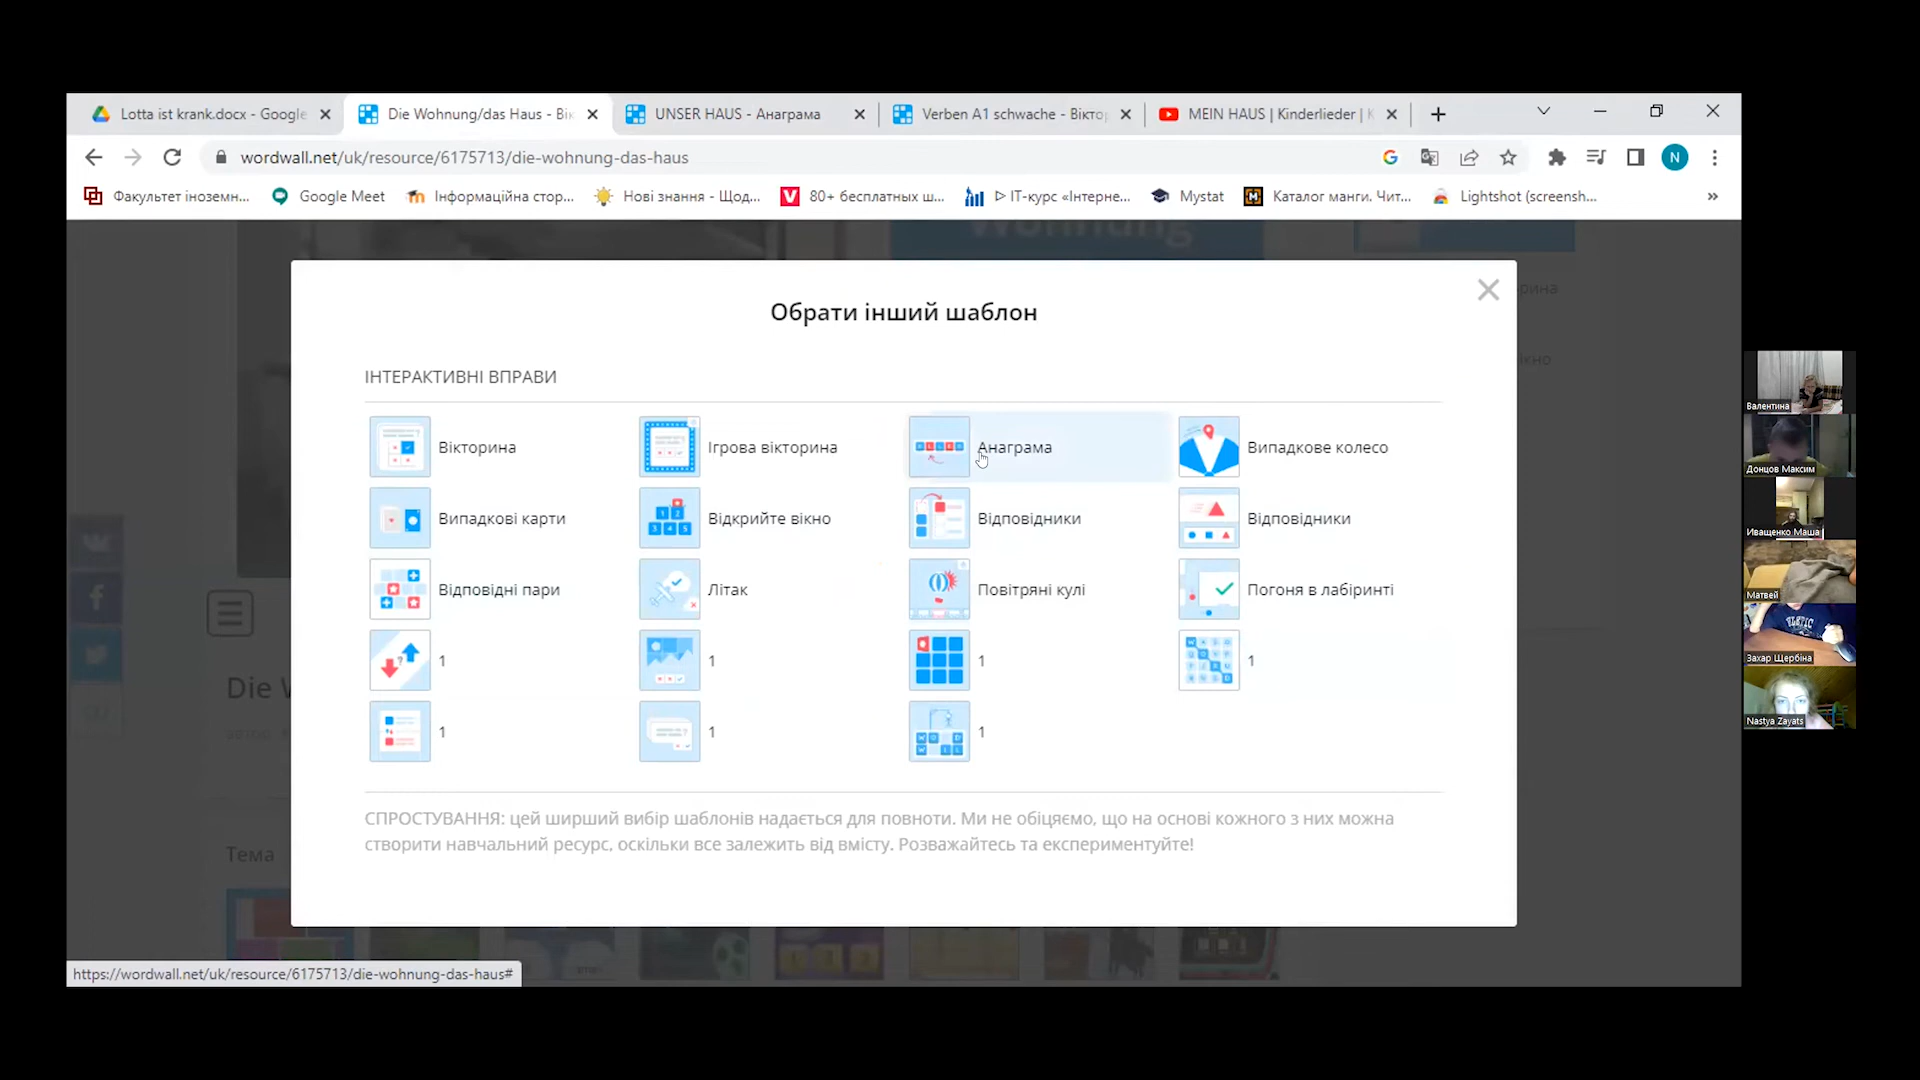 Lotta ist krank.docx - Google
Die Wohnung/das Haus - Вік
UNSER HAUS - Анаграма
Verben A1 schwache - Вікто
MEIN HAUS | Kinderlieder | K
wordwall.net/uk/resource/6175713/die-wohnung-das-haus
N
Факультет іноземн...
Google Meet
Інформаційна стор...
Нові знання - Щод...
80+ бесплатных ш...
ІТ-курс «Інтерне...
Mystat
Каталог манги. Чит...
Lightshot (screensh...
»
Wohnung
Обрати інший шаблон
ІНТЕРАКТИВНІ ВПРАВИ
Вікторина
Ігрова вікторина
Анаграма
Випадкове колесо
Випадкові карти
Відкрийте вікно
Відповідники
Відповідники
Відповідні пари
Літак
Повітряні кулі
Погоня в лабіринті
1
1
1
1
1
1
1
СПРОСТУВАННЯ: цей ширший вибір шаблонів надається для повноти. Ми не обіцяємо, що на основі кожного з них можна
створити навчальний ресурс, оскільки все залежить від вмісту. Розважайтесь та експериментуйте!
Die W
Тема
https://wordwall.net/uk/resource/6175713/die-wohnung-das-haus#
Валентина
Донцов Максим
Иващенко Маша
Матвей
Захар Щербіна
Nastya Zayats